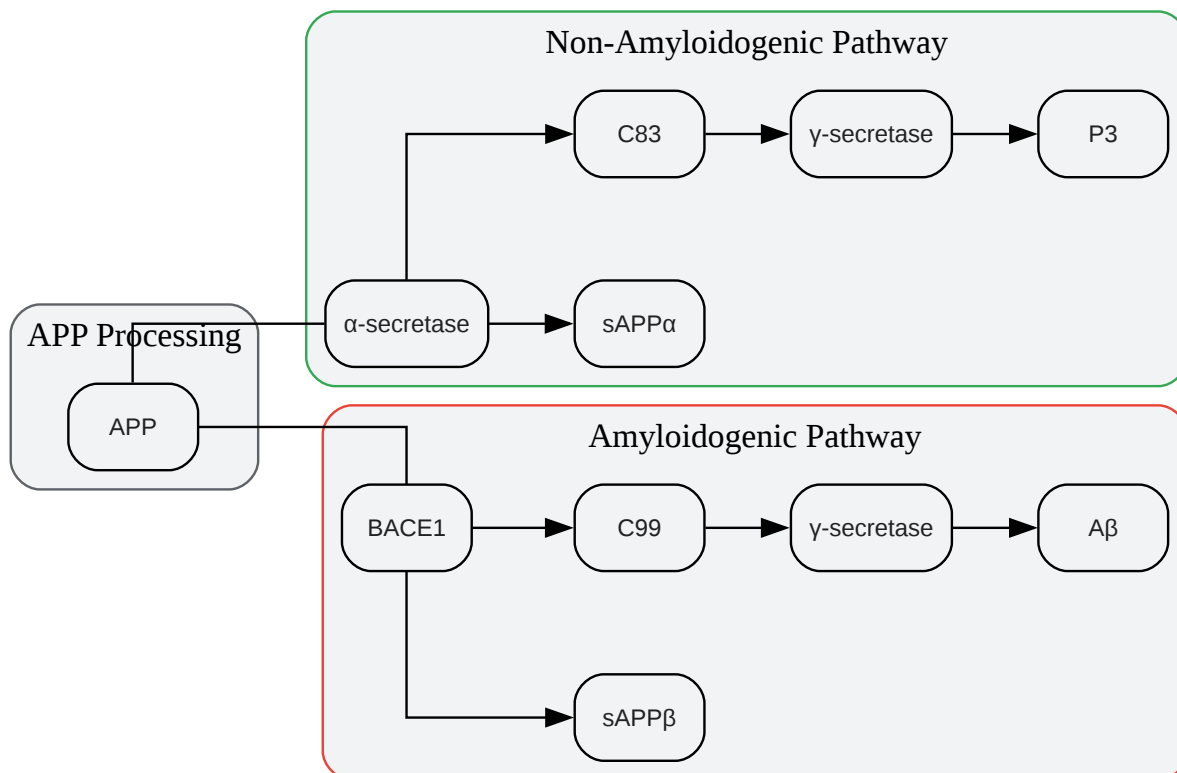 Non-Amyloidogenic Pathway
C83
γ-secretase
P3
α-secretase
sAPPα
APP Processing
APP
Amyloidogenic Pathway
BACE1
C99
γ-secretase
Aβ
sAPPβ